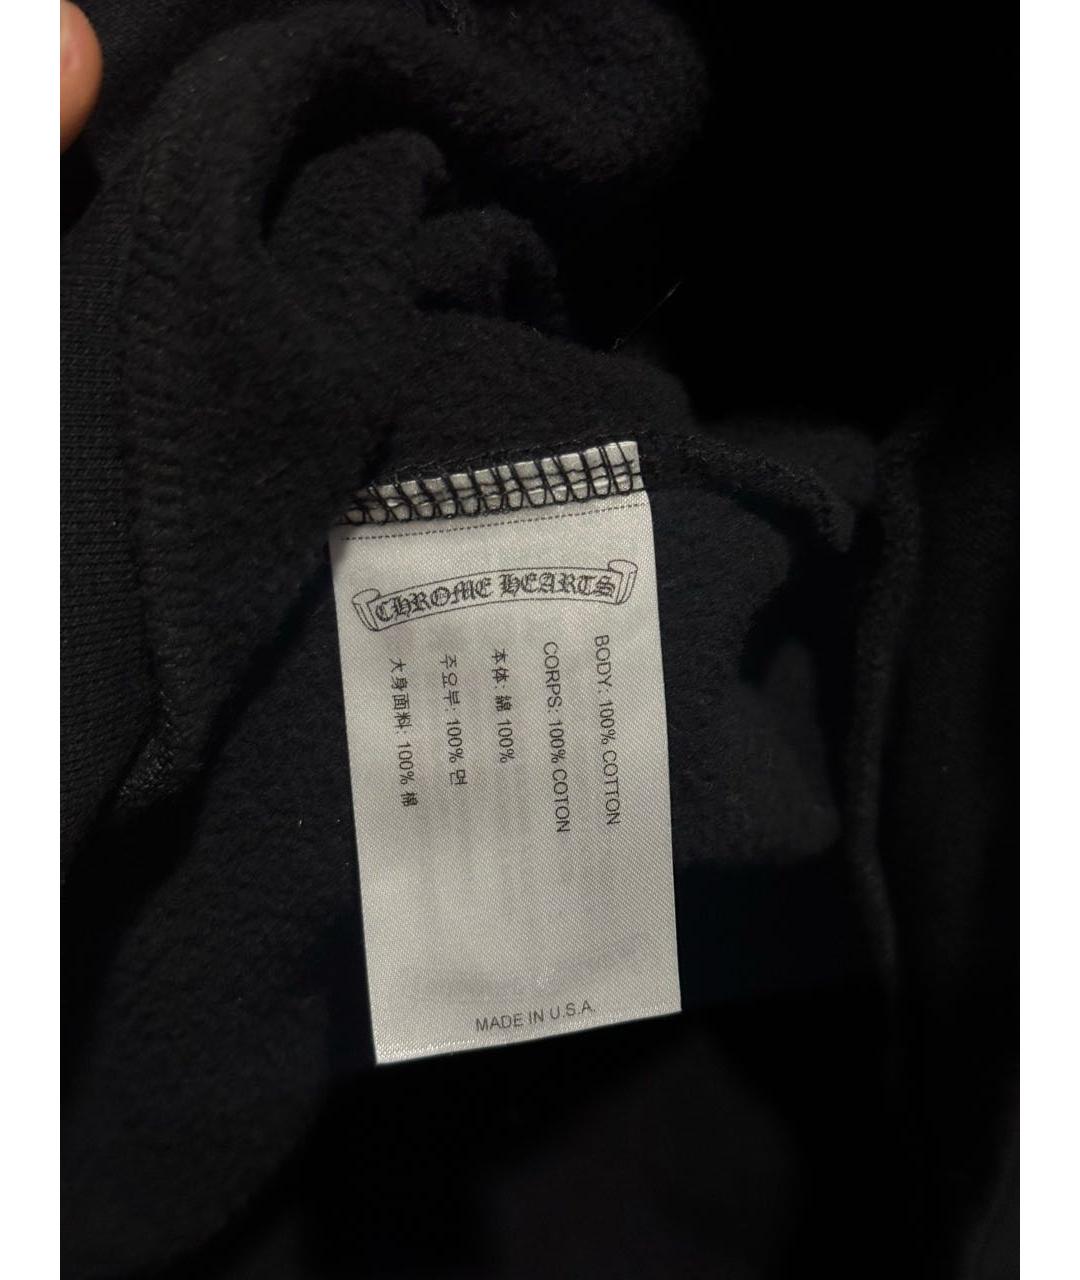 CHROME HEARTS
BODY: 100% COTTON
CORPS: 100% COTON
本体: 綿 100%
주요부: 100% 면
大身面料: 100% 棉
MADE IN U.S.A.